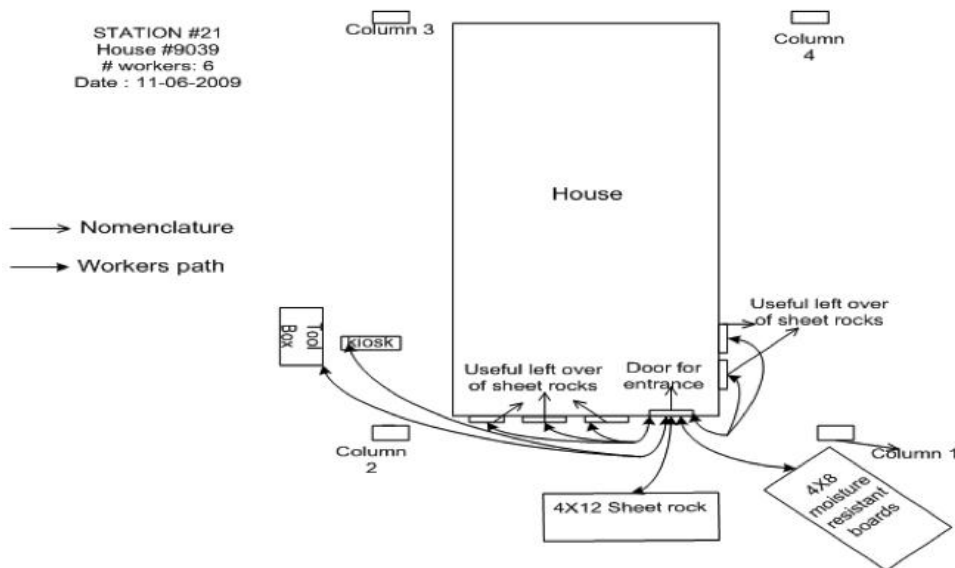 STATION #21
House #9039
# workers: 6
Date : 11-06-2009
Column 3
Column
4
House
Nomenclature
Workers path
Useful left over
of sheet rocks
Tool
Box
kiosk
Useful left over
of sheet rocks
Door for
entrance
Column
2
Column 1
4X12 Sheet rock
4X8
moisture
resistant
boards